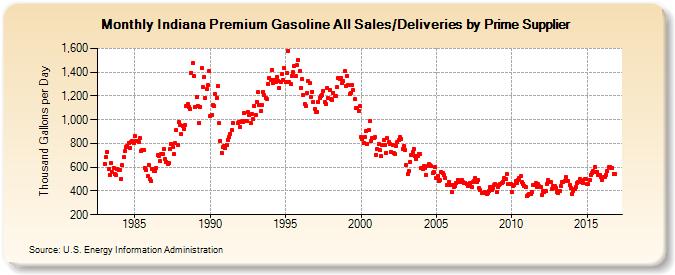 Monthly Indiana Premium Gasoline All Sales/Deliveries by Prime Supplier
Thousand Gallons per Day
1,600
1,400
1,200
1,000
800
600
400
200
1985 1990 1995 2000 2005 2010 2015
Source: U.S. Energy Information Administration